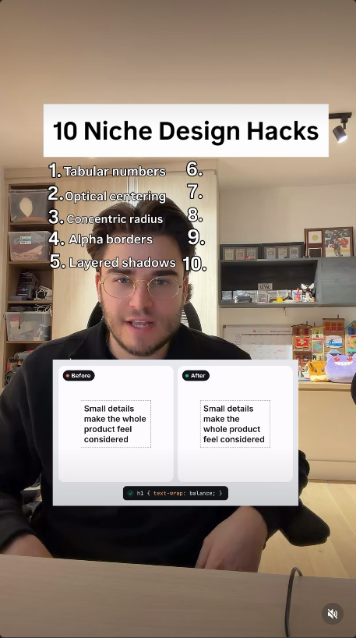 10 Niche Design Hacks
1. Tabular numbers
2. Optical centering
3. Concentric radius
4. Alpha borders
5. Layered shadows
6.
7.
8.
9.
10.
Before
Small details
make the whole
product feel
considered
After
Small details
make the
whole product
feel considered
h1 { text-wrap: balance; }